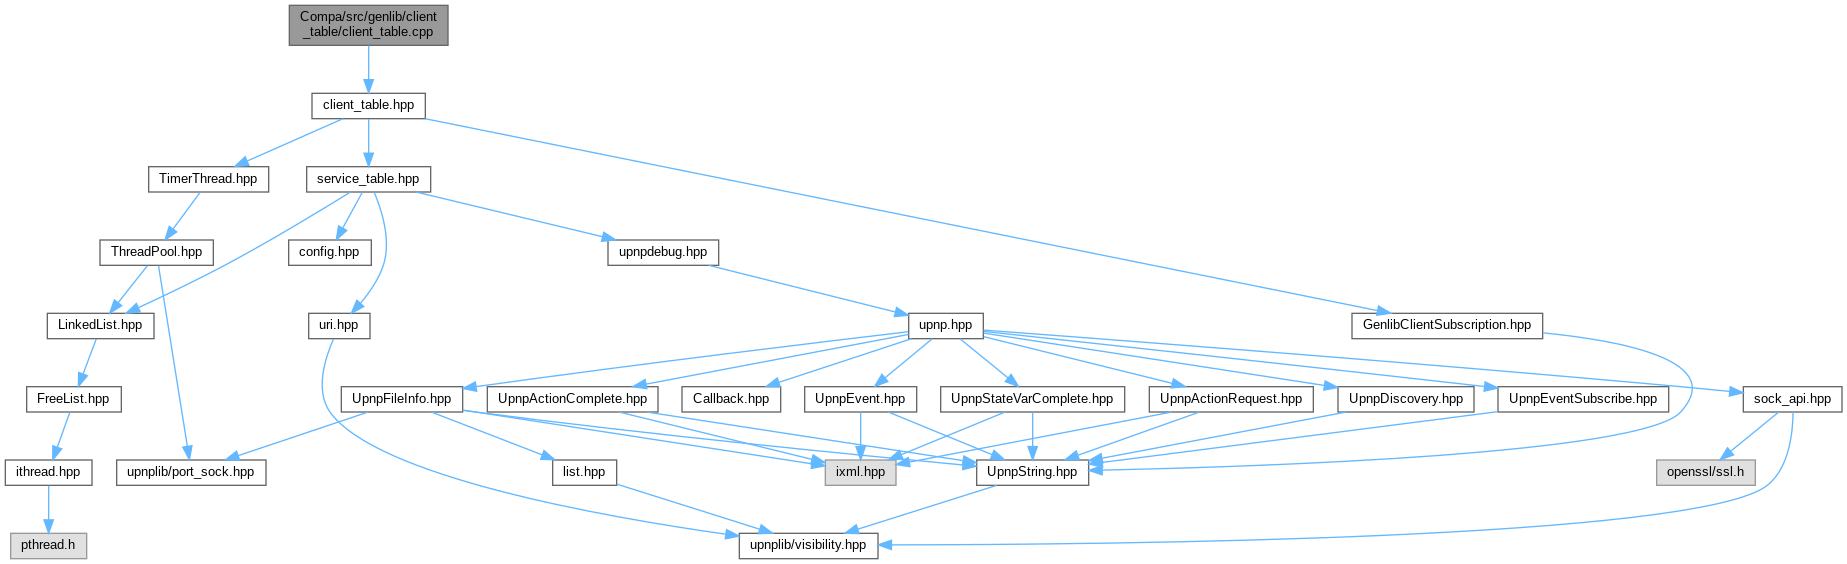 Compa/src/genlib/client
_table/client_table.cpp
client_table.hpp
TimerThread.hpp
service_table.hpp
ThreadPool.hpp
config.hpp
upnpdebug.hpp
LinkedList.hpp
uri.hpp
upnp.hpp
GenlibClientSubscription.hpp
FreeList.hpp
UpnpFileInfo.hpp
UpnpActionComplete.hpp
Callback.hpp
UpnpEvent.hpp
UpnpStateVarComplete.hpp
UpnpActionRequest.hpp
UpnpDiscovery.hpp
UpnpEventSubscribe.hpp
sock_api.hpp
ithread.hpp
upnplib/port_sock.hpp
list.hpp
ixml.hpp
UpnpString.hpp
openssl/ssl.h
pthread.h
upnplib/visibility.hpp